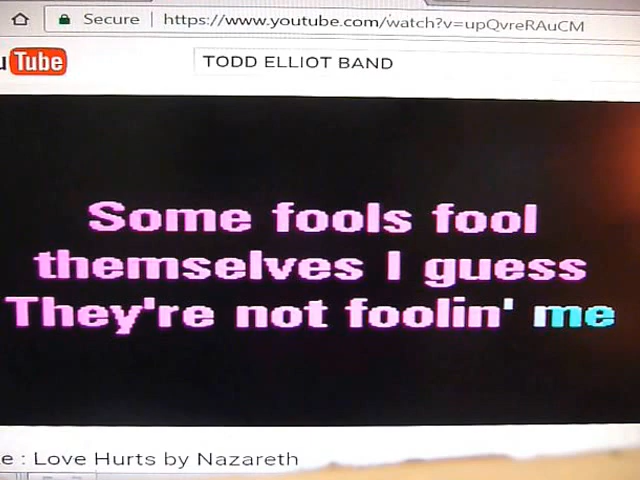 Secure | https://www.youtube.com/watch?v=upQvreRAuCM
u Tube
TODD ELLIOT BAND
Some fools fool
themselves I guess
They're not foolin' me
e : Love Hurts by Nazareth